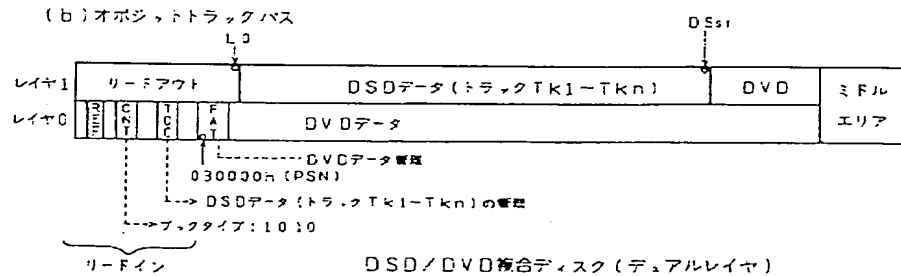 (b)オポジットトラックパス
L0
DSst
レイヤ1
リードアウト
DSDデータ(トラックTk1~Tkn)
DVD
ミドル
エリア
レイヤ0
REF
CNT
TOC
FAT
DVDデータ
DVDデータ管理
030000h(PSN)
DSDデータ(トラックTk1~Tkn)の管理
ブックタイプ:1010
リードイン
DSD/DVD複合ディスク(デュアルレイヤ)